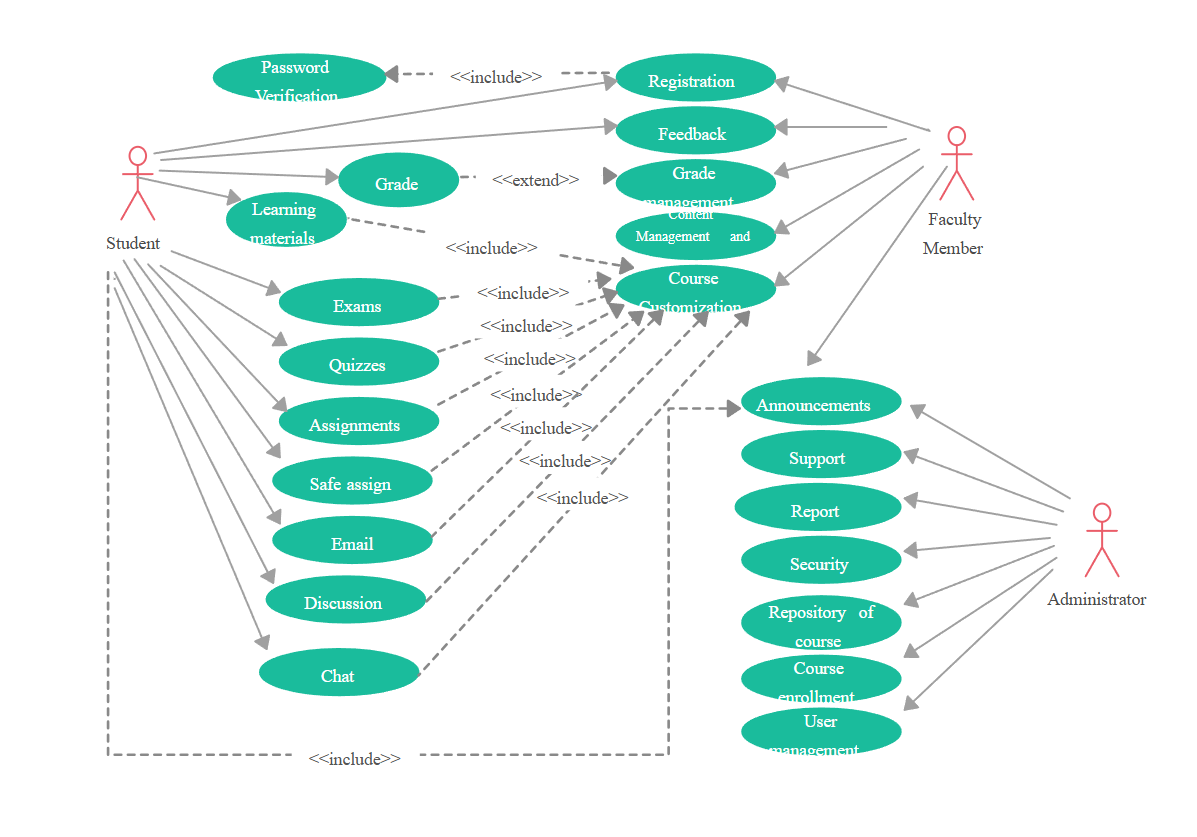 Password
Verification
<<include>>
Registration
Feedback
Grade
<<extend>>
Grade
management
Learning
materials
<<include>>
Content
Management and
Student
Faculty
Member
Course
Customization
Exams
<<include>>
Quizzes
<<include>>
Assignments
<<include>>
Safe assign
<<include>>
Email
<<include>>
Discussion
<<include>>
Chat
<<include>>
Announcements
Support
Report
Security
Repository of
course
Course
enrollment
User
management
Administrator
<<include>>